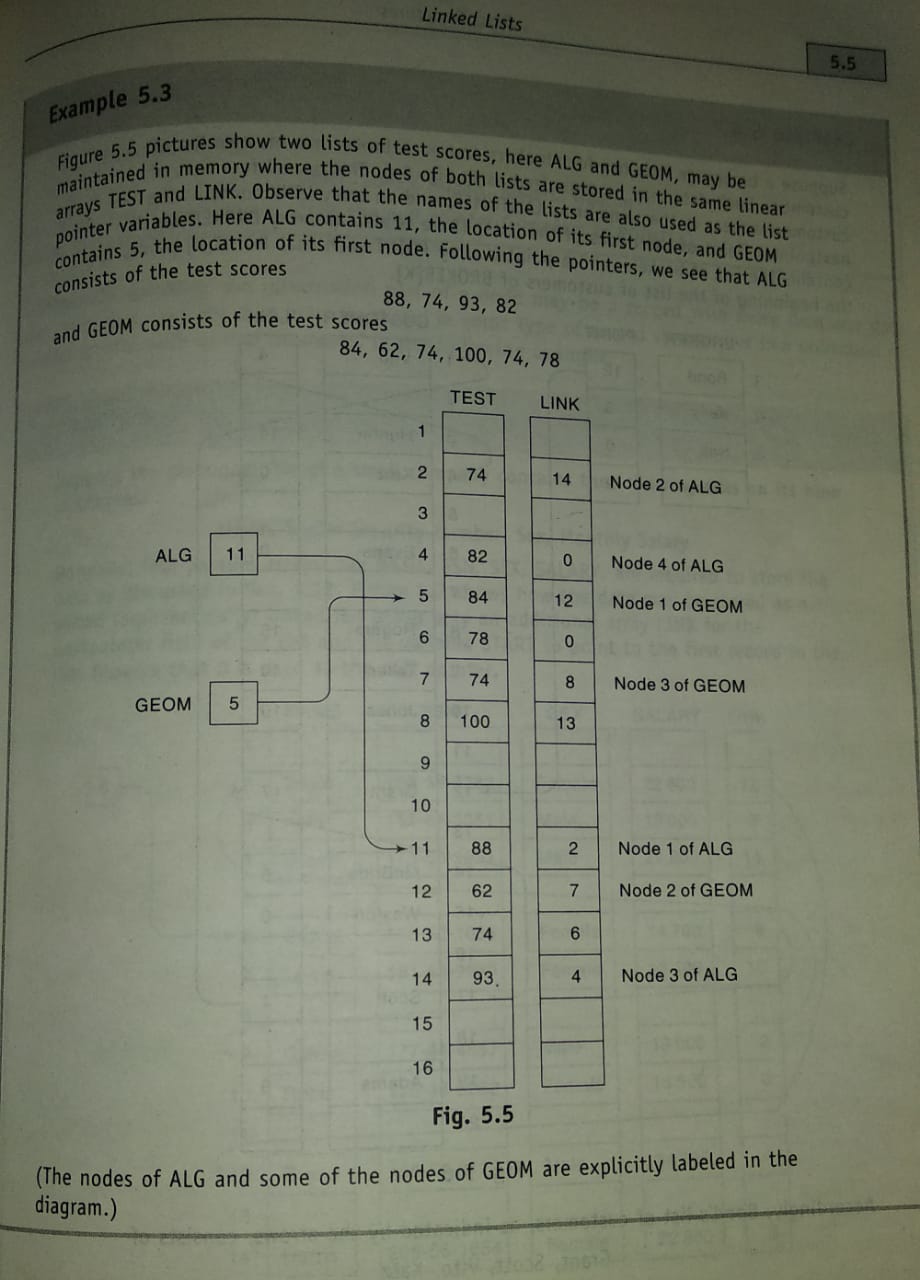 Linked Lists
5.5
Example 5.3
Figure 5.5 pictures show two lists of test scores, here ALG and GEOM, may be
maintained in memory where the nodes of both lists are stored in the same linear
arrays TEST and LINK. Observe that the names of the lists are also used as the list
pointer variables. Here ALG contains 11, the location of its first node, and GEOM
contains 5, the location of its first node. Following the pointers, we see that ALG
consists of the test scores
88, 74, 93, 82
and GEOM consists of the test scores
84, 62, 74, 100, 74, 78
TEST LINK
1
2 74 14 Node 2 of ALG
3
ALG 11 4 82 0 Node 4 of ALG
5 84 12 Node 1 of GEOM
6 78 0
7 74 8 Node 3 of GEOM
GEOM 5 8 100 13
9
10
11 88 2 Node 1 of ALG
12 62 7 Node 2 of GEOM
13 74 6
14 93. 4 Node 3 of ALG
15
16
Fig. 5.5
(The nodes of ALG and some of the nodes of GEOM are explicitly labeled in the
diagram.)